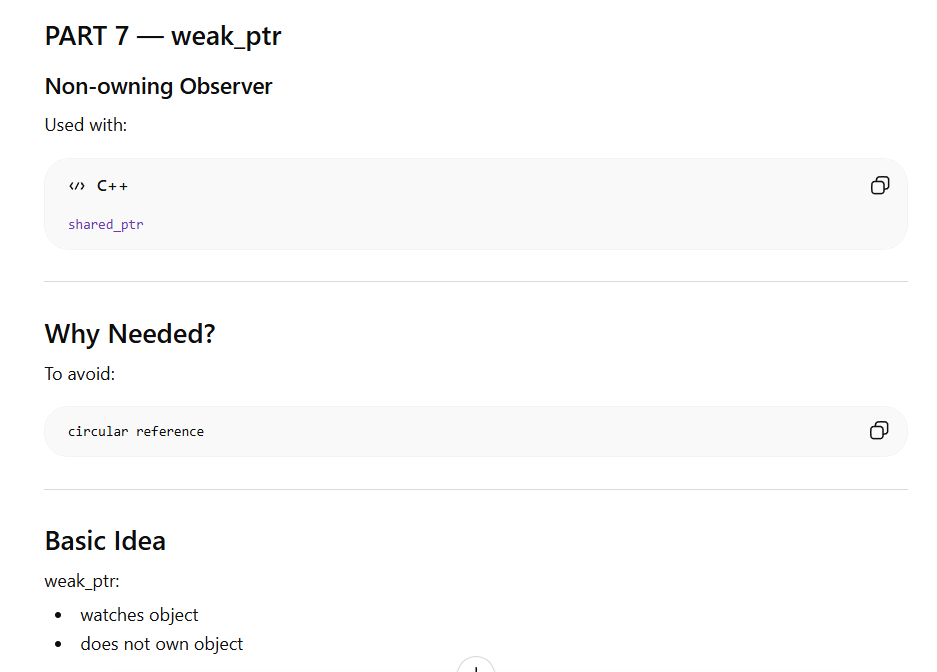 PART 7 — weak_ptr
Non-owning Observer
Used with:
C++
shared_ptr
Why Needed?
To avoid:
circular reference
Basic Idea
weak_ptr:
• watches object
• does not own object